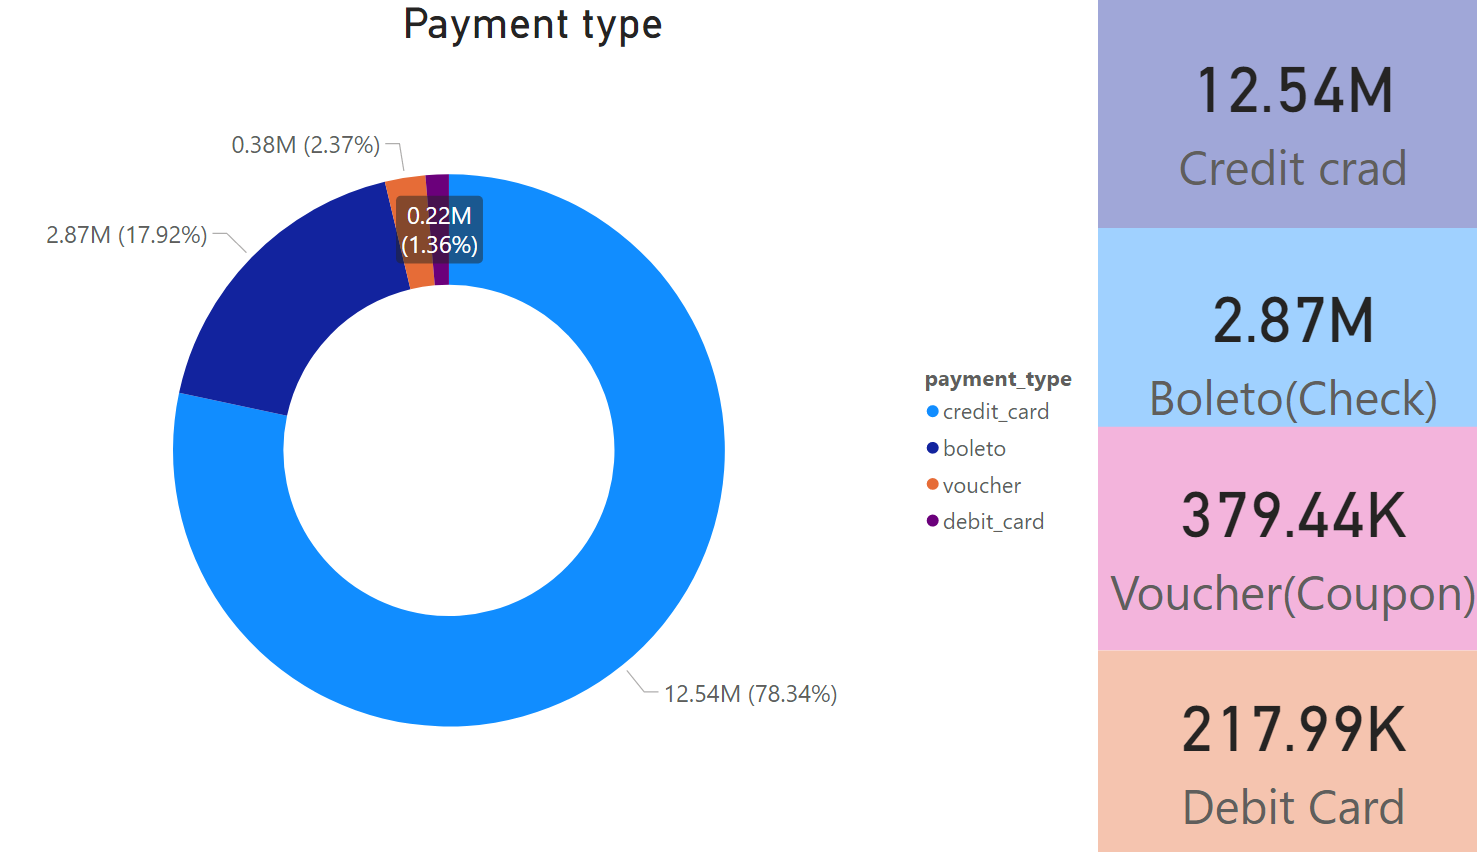 Payment type
0.38M (2.37%)
0.22M
(1.36%)
2.87M (17.92%)
12.54M (78.34%)
payment_type
credit_card
boleto
voucher
debit_card
12.54M
Credit crad
2.87M
Boleto(Check)
379.44K
Voucher(Coupon)
217.99K
Debit Card